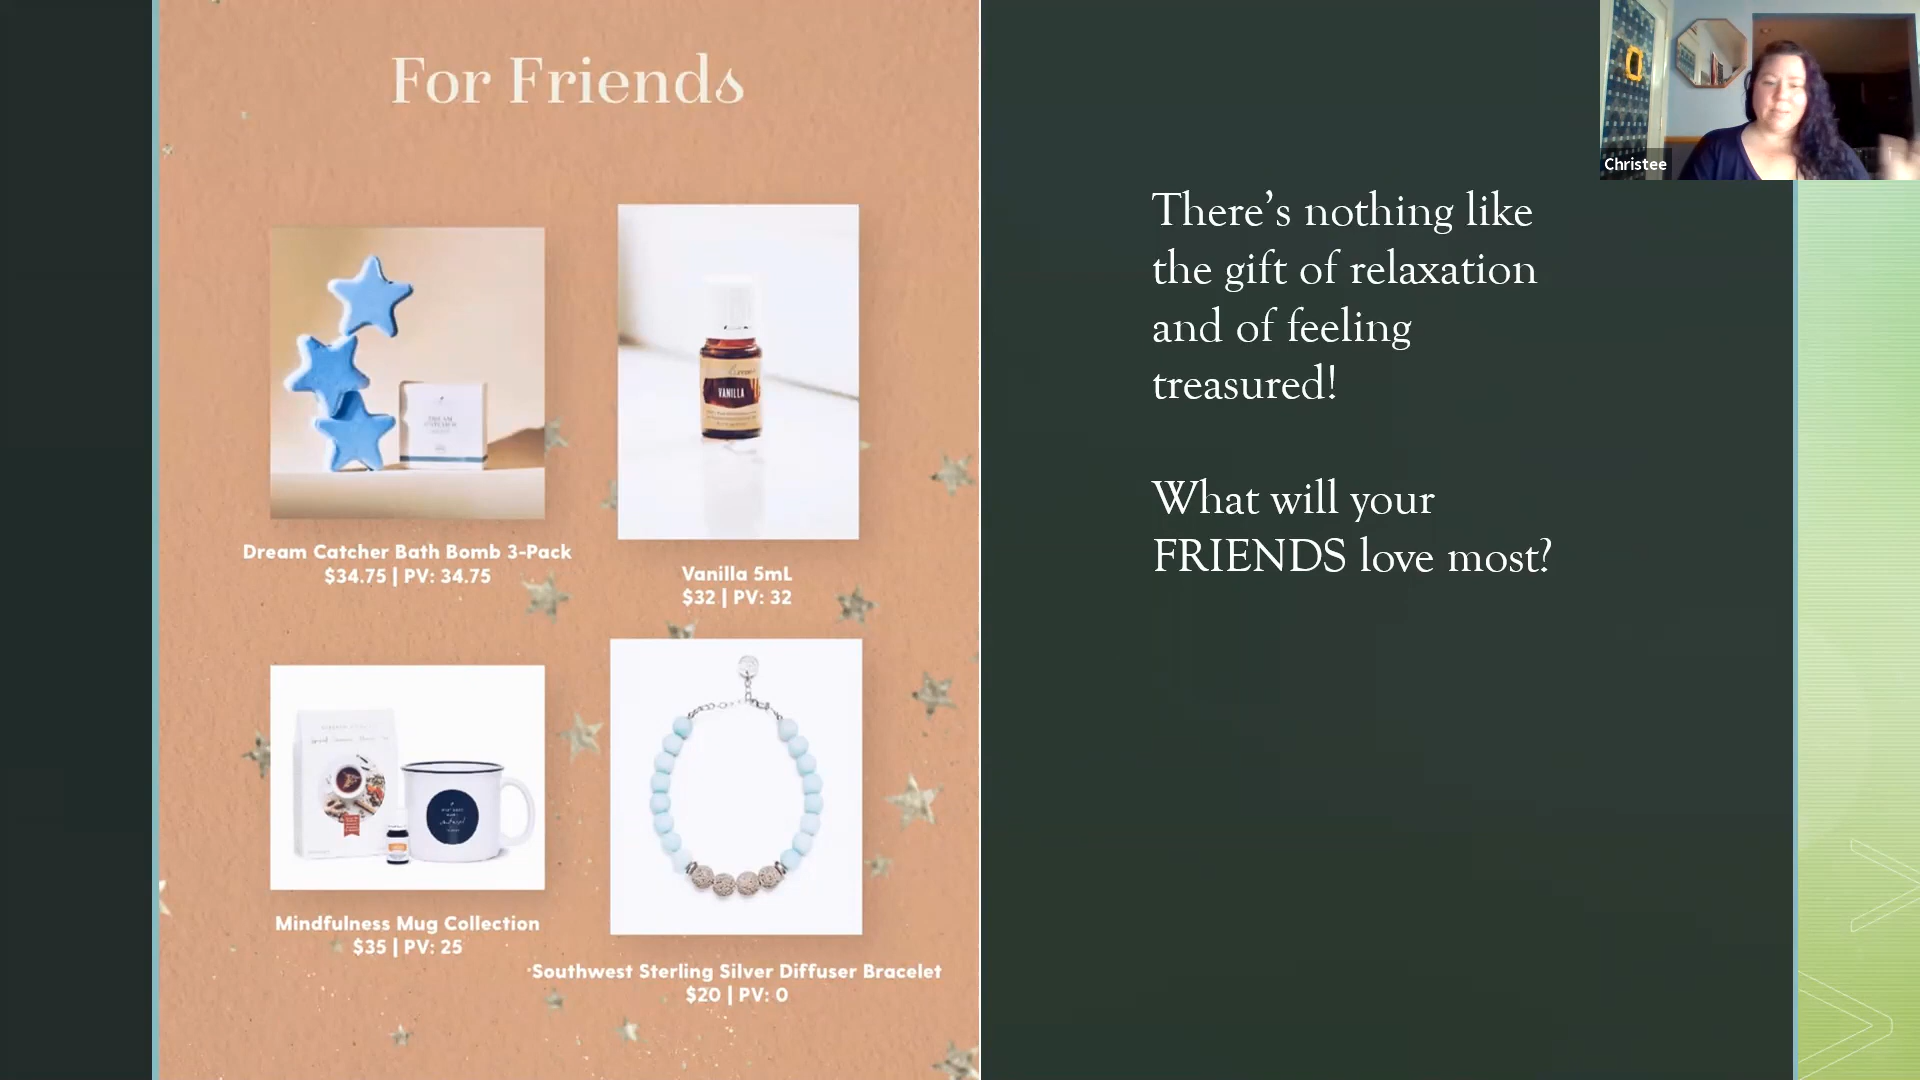 For Friends
Dream Catcher Bath Bomb 3-Pack
$34.75 | PV: 34.75
VANILLA
Vanilla 5mL
$32 | PV: 32
Mindfulness Mug Collection
$35 | PV: 25
Southwest Sterling Silver Diffuser Bracelet
$20 | PV: 0
There's nothing like
the gift of relaxation
and of feeling
treasured!
What will your
FRIENDS love most?
Christee